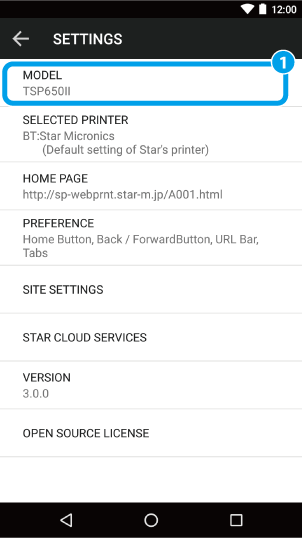 12:00
SETTINGS
1
MODEL
TSP650II
SELECTED PRINTER
BT:Star Micronics
(Default setting of Star's printer)
HOME PAGE
http://sp-webprnt.star-m.jp/A001.html
PREFERENCE
Home Button, Back / ForwardButton, URL Bar,
Tabs
SITE SETTINGS
STAR CLOUD SERVICES
VERSION
3.0.0
OPEN SOURCE LICENSE